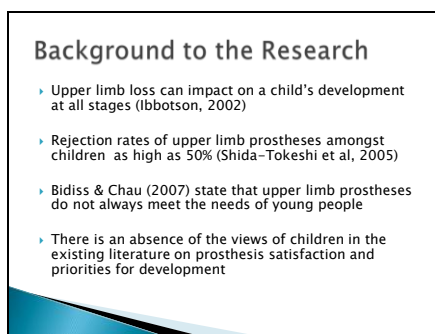 Background to the Research
Upper limb loss can impact on a child's development
at all stages (Ibbotson, 2002)
Rejection rates of upper limb prostheses amongst
children as high as 50% (Shida-Tokeshi et al, 2005)
Bidiss & Chau (2007) state that upper limb prostheses
do not always meet the needs of young people
There is an absence of the views of children in the
existing literature on prosthesis satisfaction and
priorities for development